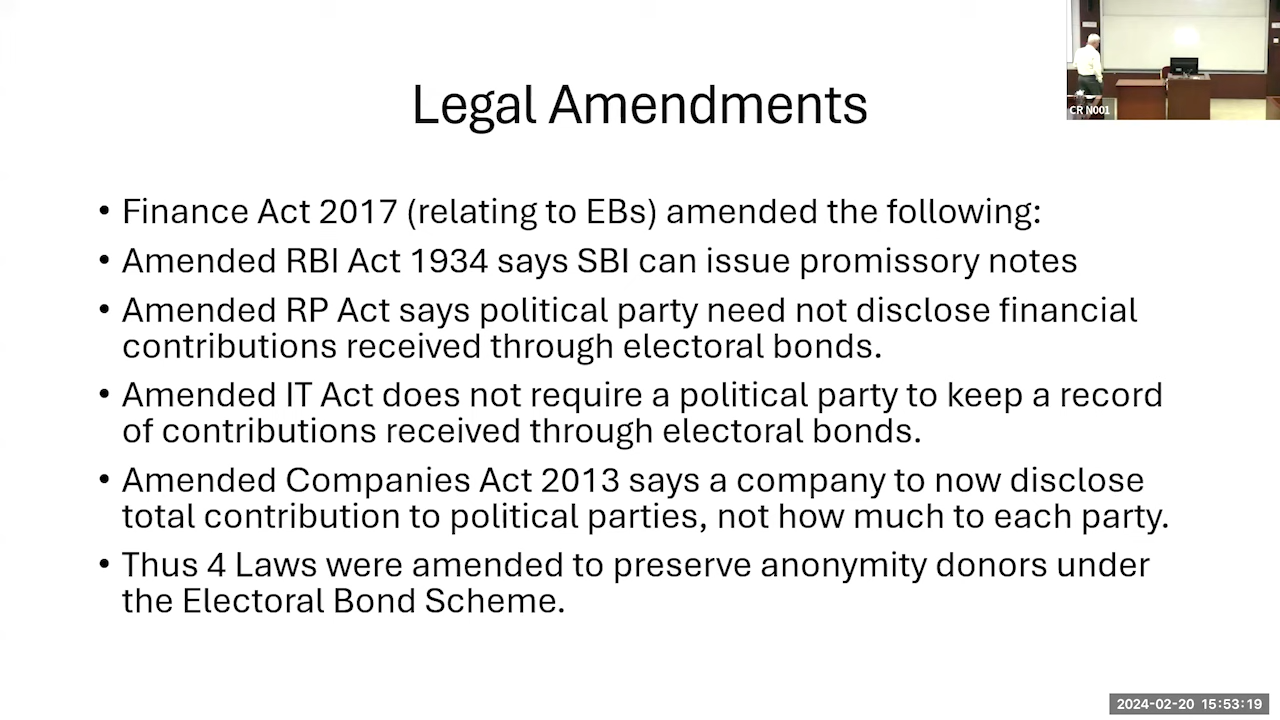 CR N001
Legal Amendments
• Finance Act 2017 (relating to EBs) amended the following:
• Amended RBI Act 1934 says SBI can issue promissory notes
• Amended RP Act says political party need not disclose financial
contributions received through electoral bonds.
• Amended IT Act does not require a political party to keep a record
of contributions received through electoral bonds.
• Amended Companies Act 2013 says a company to now disclose
total contribution to political parties, not how much to each party.
• Thus 4 Laws were amended to preserve anonymity donors under
the Electoral Bond Scheme.
2024-02-20 15:53:19